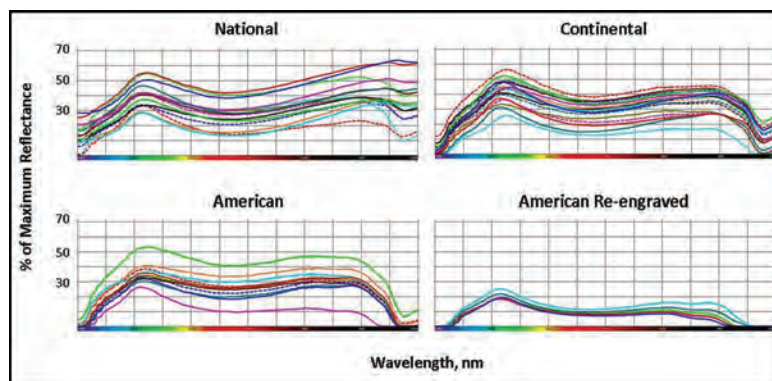 National
Continental
70
50
30
American
American Re-engraved
70
50
30
% of Maximum Reflectance
Wavelength, nm